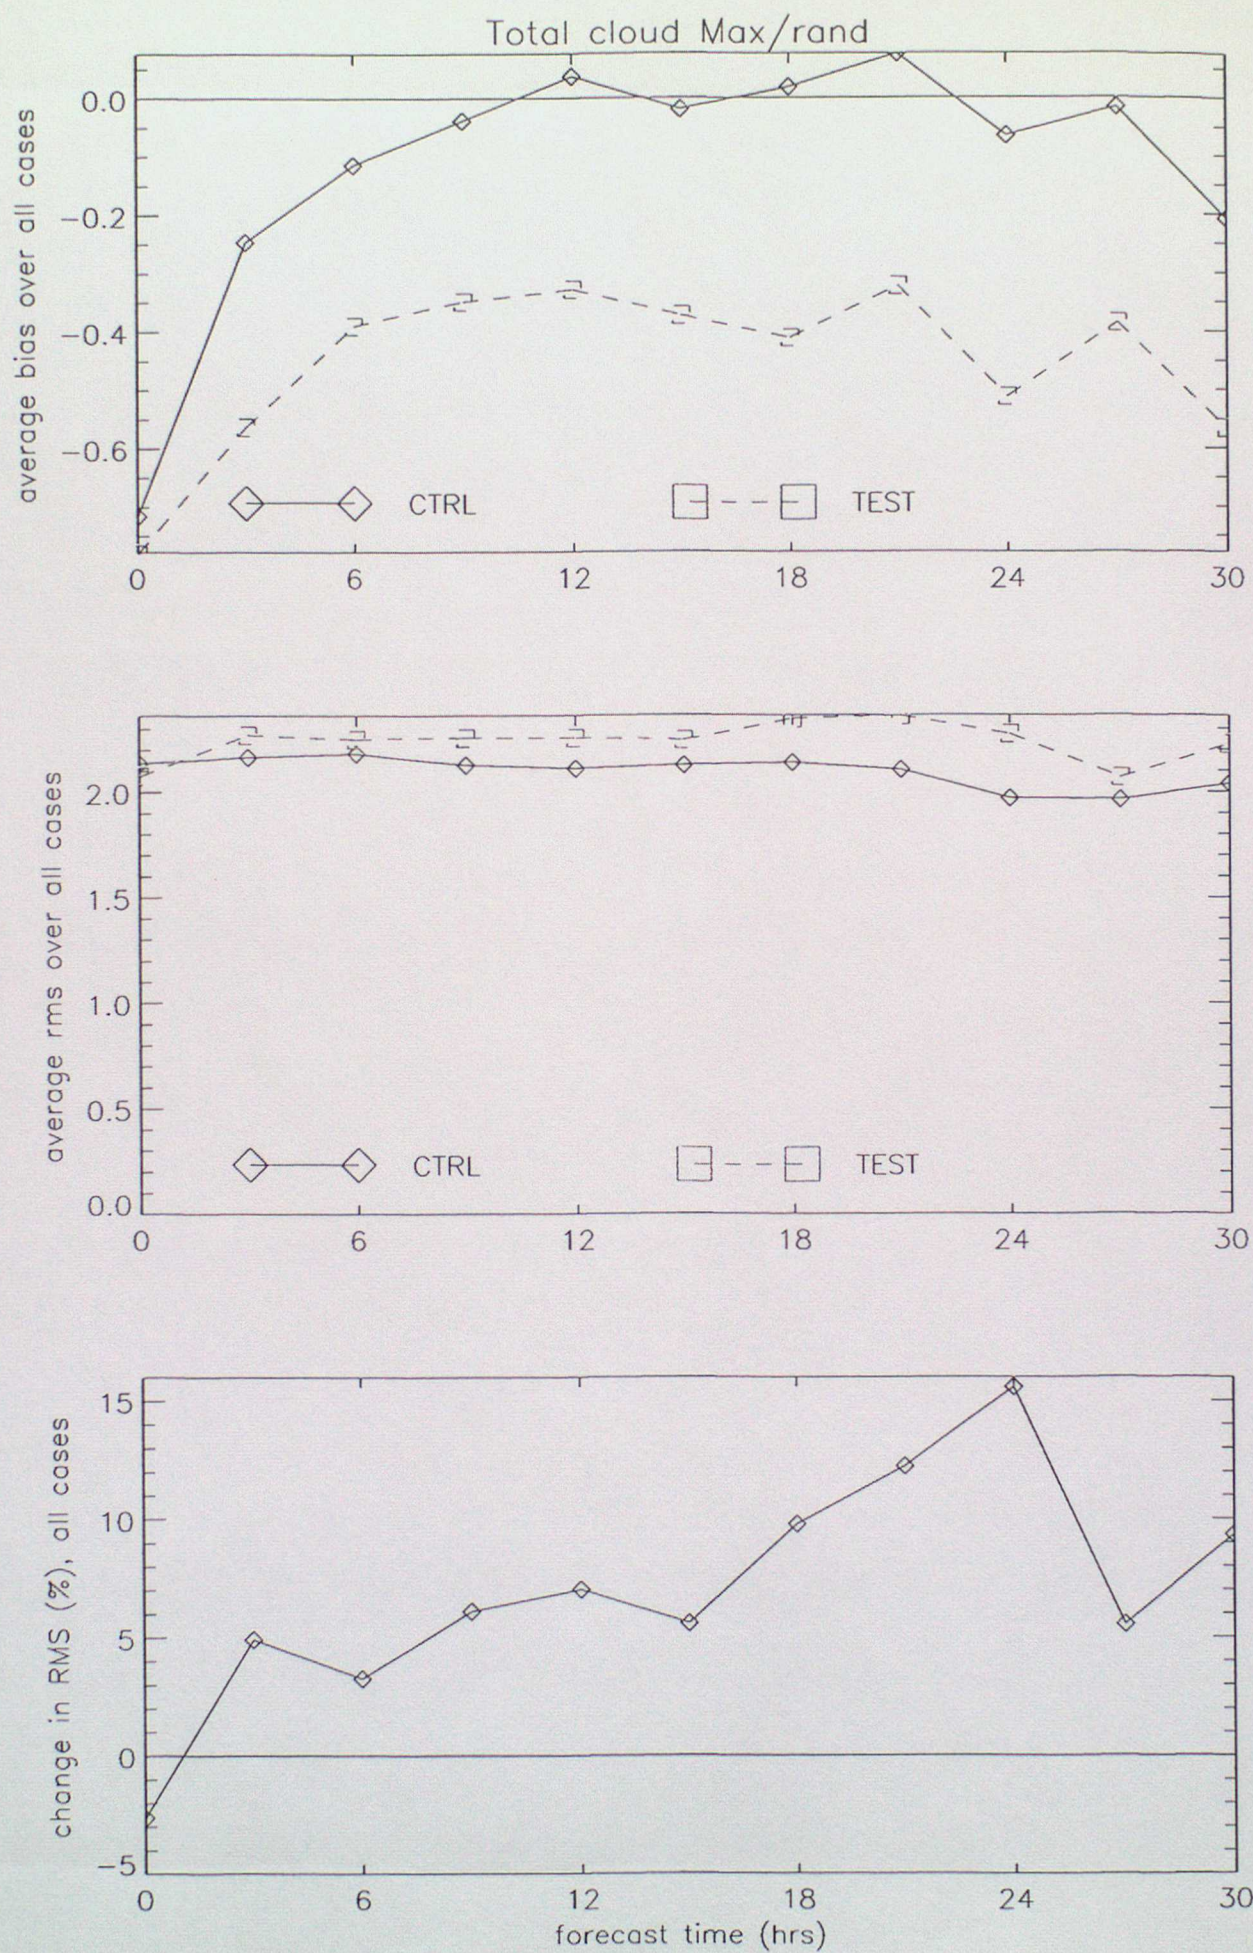 Total cloud Max/rand
average bias over all cases
0.0
−0.2
−0.4
−0.6
CTRL
TEST
0 6 12 18 24 30
average rms over all cases
2.0
1.5
1.0
0.5
0.0
CTRL
TEST
0 6 12 18 24 30
change in RMS (%), all cases
15
10
5
0
−5
0 6 12 18 24 30
forecast time (hrs)